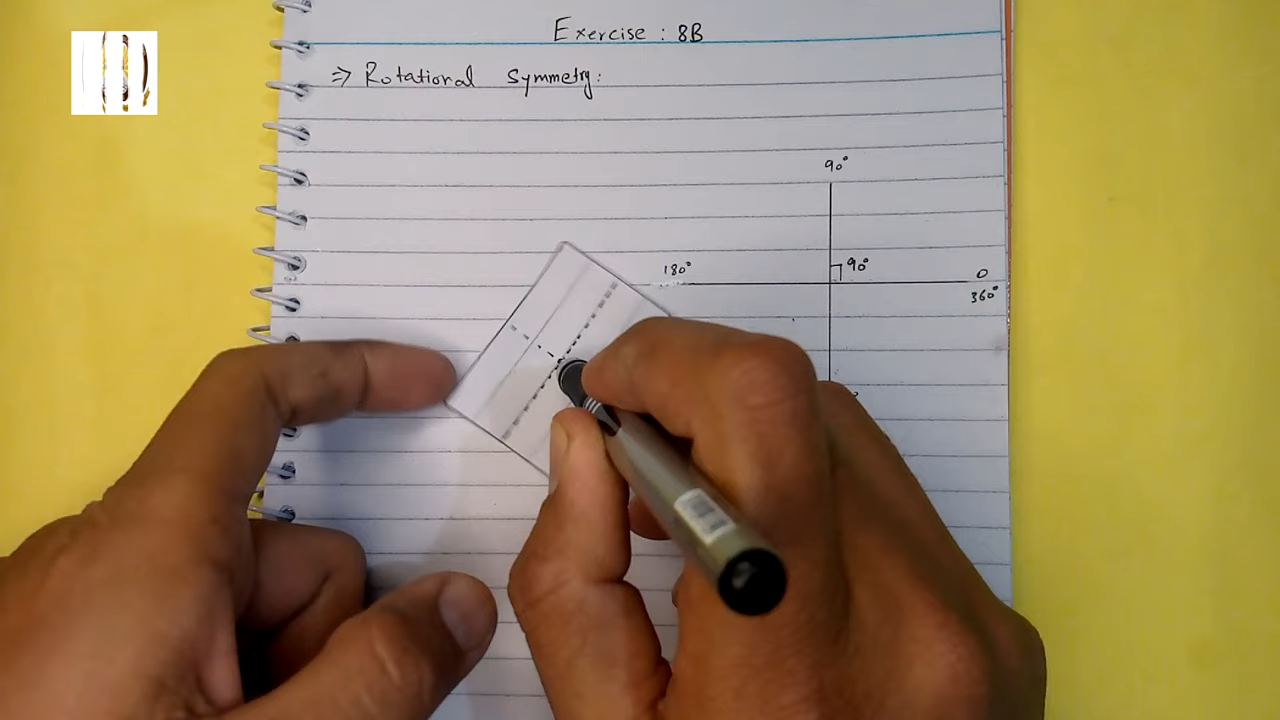 Exercise : 8B
⇒ Rotational Symmetry:
90°
180°
90°
0
360°